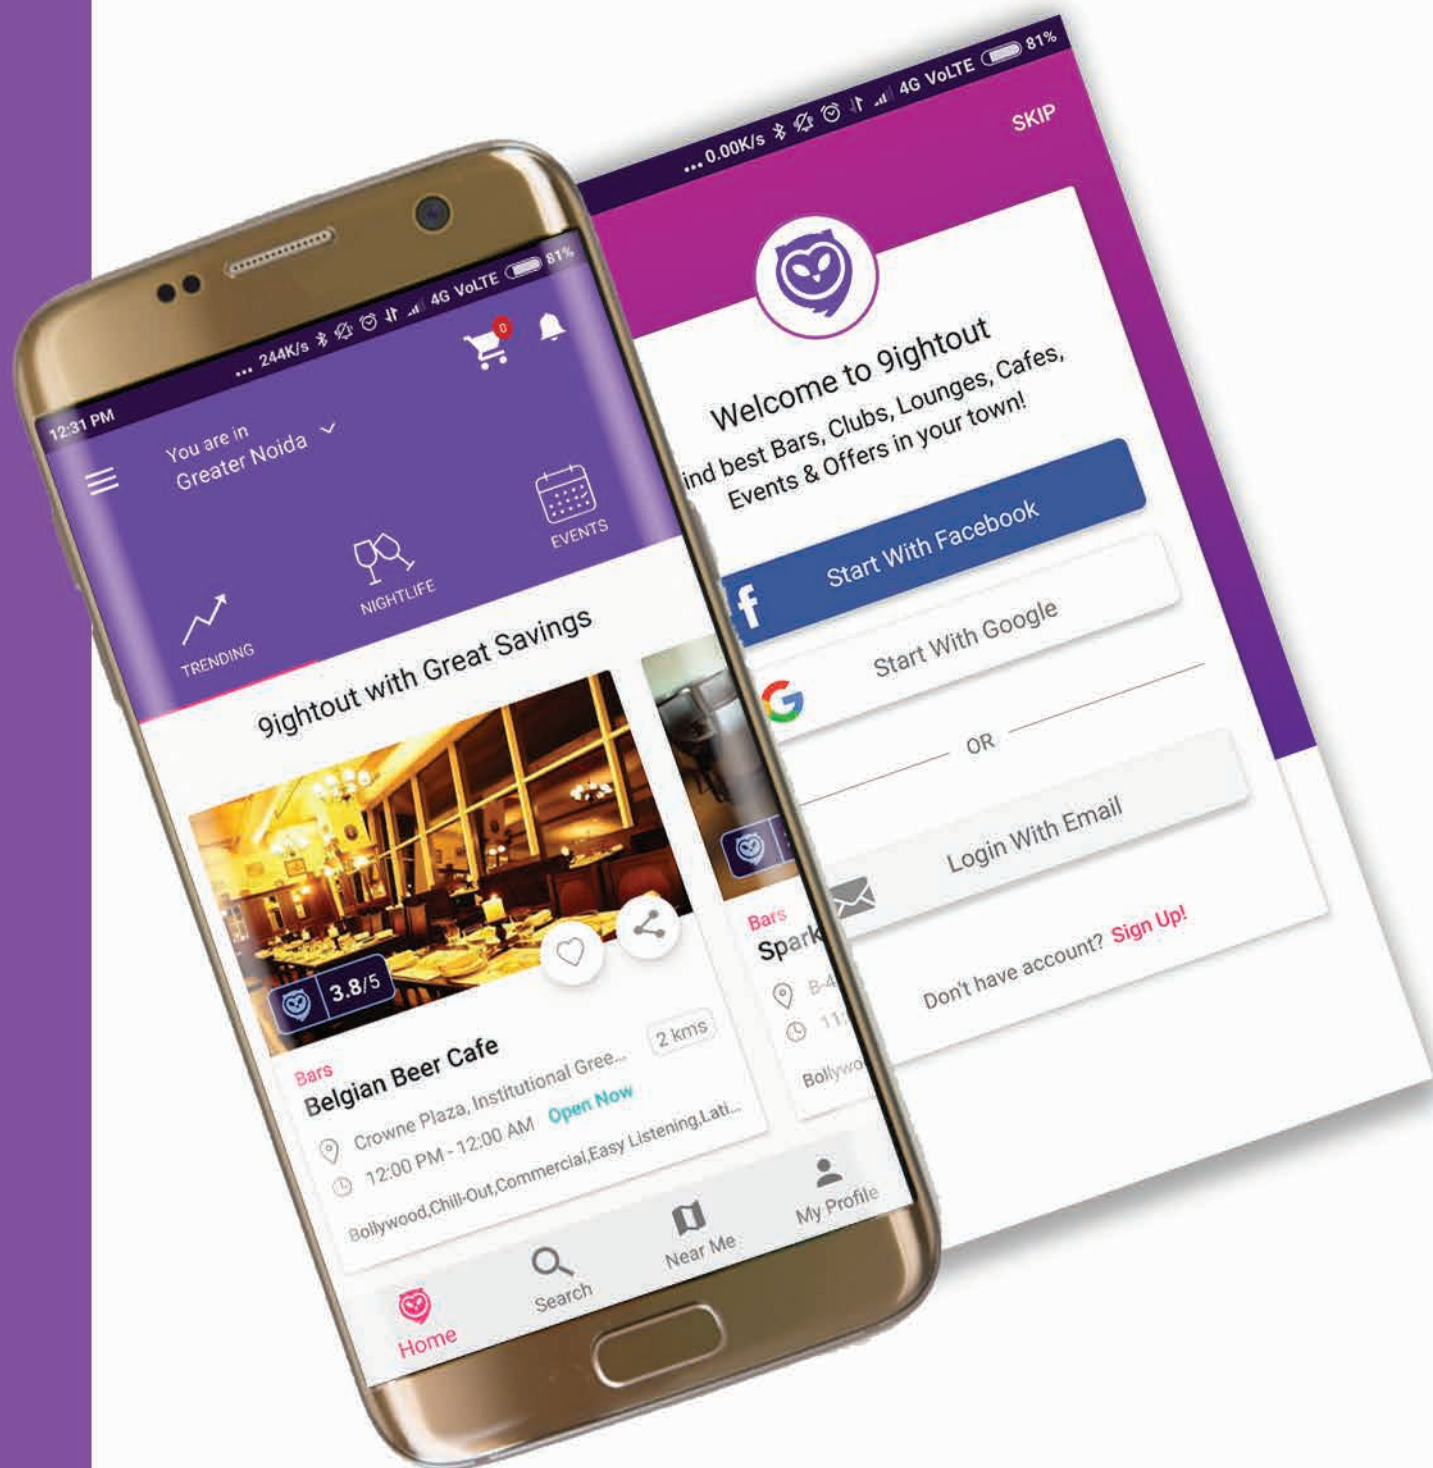 12:31 PM
... 244K/s 4G VoLTE 81%
0
You are in
Greater Noida
TRENDING
NIGHTLIFE
EVENTS
9ightout with Great Savings
3.8/5
Bars
Belgian Beer Cafe
Crowne Plaza, Institutional Gree...
2 kms
12:00 PM - 12:00 AM Open Now
Bollywood,Chill-Out,Commercial,Easy Listening,Lati...
Bars
Spark
B-4
11:
Bollywo
Home
Search
Near Me
My Profile
... 0.00K/s 4G VoLTE 81%
SKIP
Welcome to 9ightout
ind best Bars, Clubs, Lounges, Cafes,
Events & Offers in your town!
f Start With Facebook
G Start With Google
OR
Login With Email
Don't have account? Sign Up!